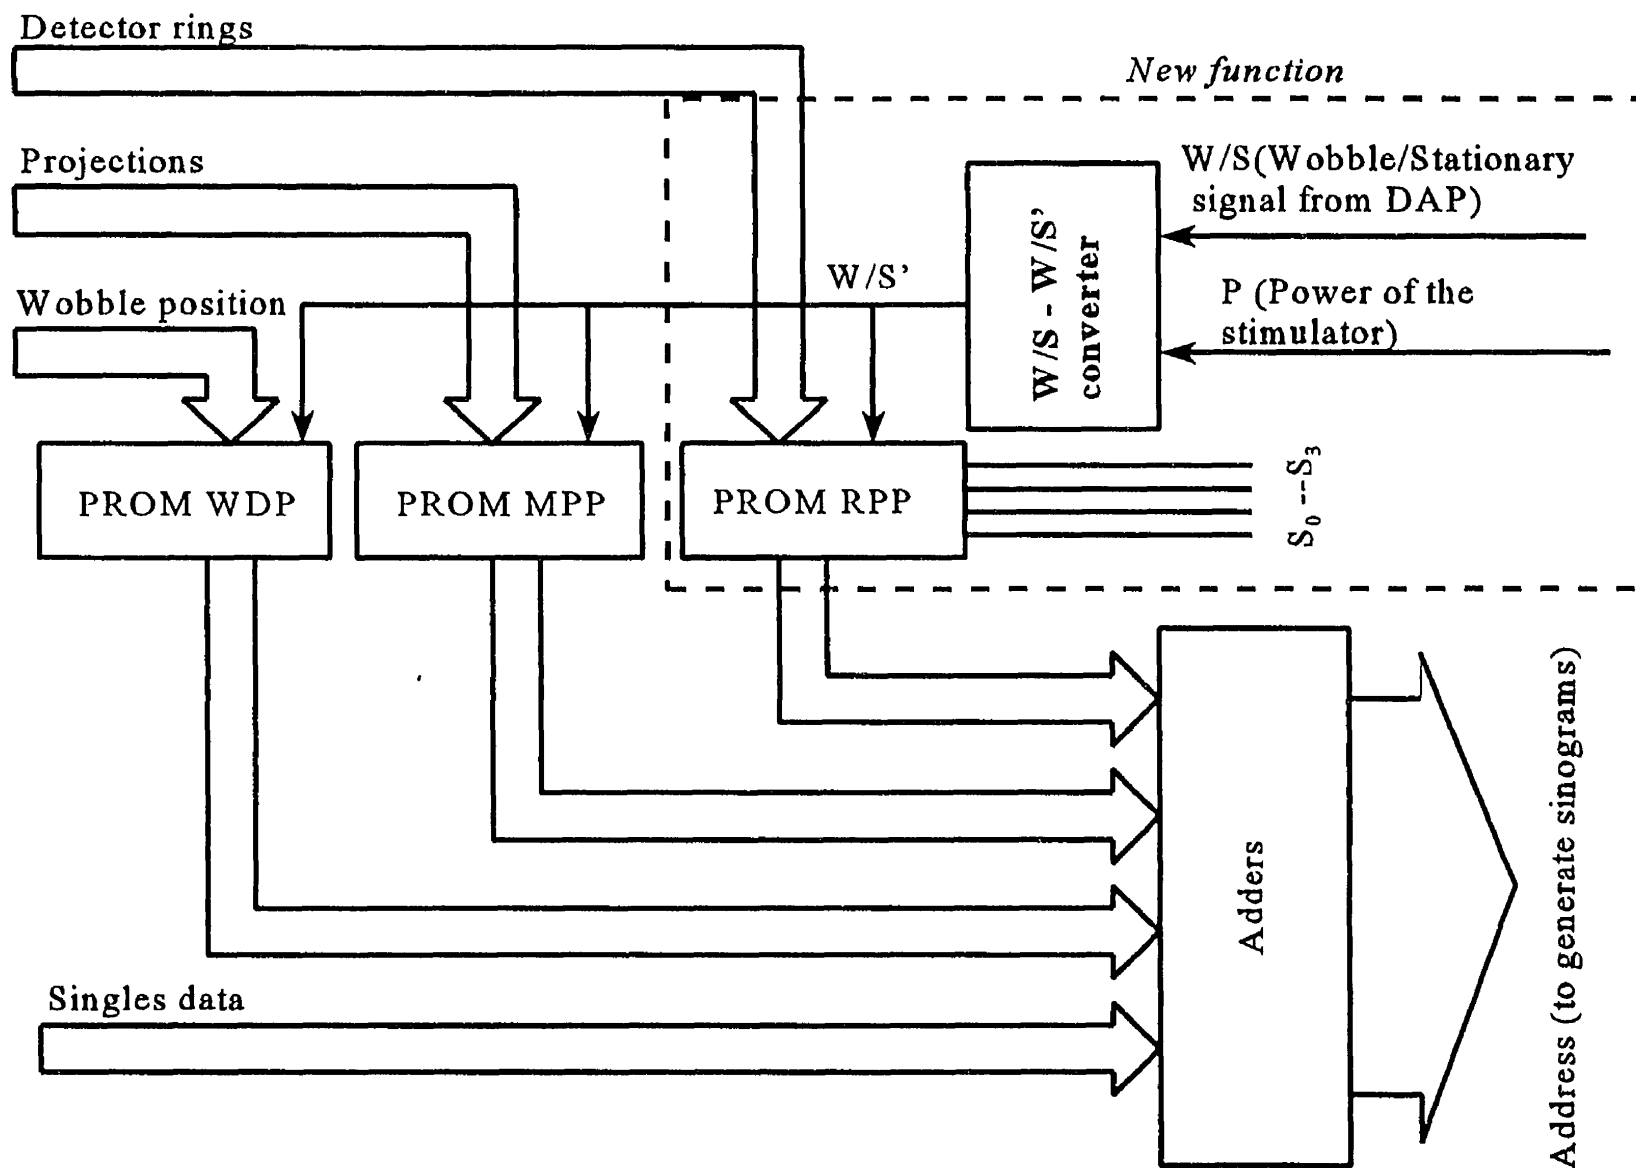 Detector rings
New function
Projections
W/S(Wobble/Stationary
signal from DAP)
W/S - W/S'
converter
W/S'
P (Power of the
stimulator)
Wobble position
PROM WDP
PROM MPP
PROM RPP
S0 --S3
Adders
Singles data
Address (to generate sinograms)